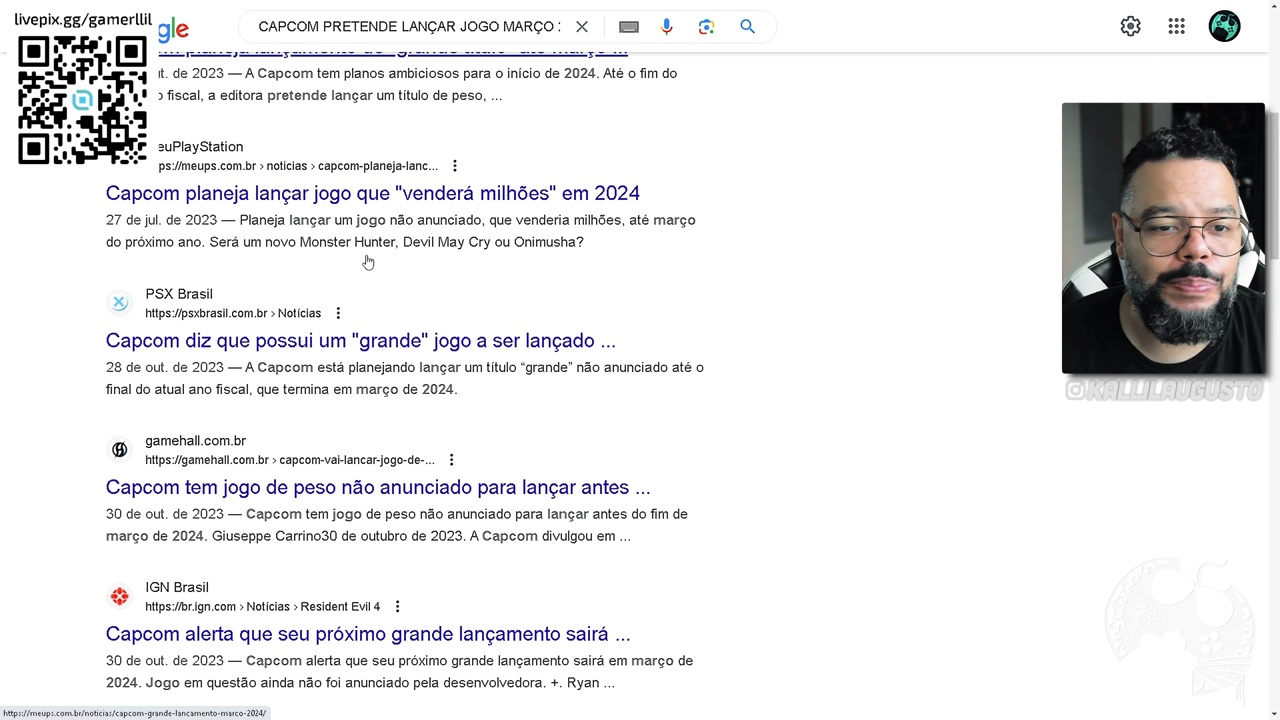 livepix.gg/gamerllil
gle
CAPCOM PRETENDE LANÇAR JOGO MARÇO
ut. de 2023 — A Capcom tem planos ambiciosos para o início de 2024. Até o fim do
o fiscal, a editora pretende lançar um título de peso, ...
euPlayStation
ps://meups.com.br › noticias › capcom-planeja-lanc...
Capcom planeja lançar jogo que "venderá milhões" em 2024
27 de jul. de 2023 — Planeja lançar um jogo não anunciado, que venderia milhões, até março
do próximo ano. Será um novo Monster Hunter, Devil May Cry ou Onimusha?
PSX Brasil
https://psxbrasil.com.br › Notícias
Capcom diz que possui um "grande" jogo a ser lançado ...
28 de out. de 2023 — A Capcom está planejando lançar um título “grande” não anunciado até o
final do atual ano fiscal, que termina em março de 2024.
gamehall.com.br
https://gamehall.com.br › capcom-vai-lancar-jogo-de-...
Capcom tem jogo de peso não anunciado para lançar antes ...
30 de out. de 2023 — Capcom tem jogo de peso não anunciado para lançar antes do fim de
março de 2024. Giuseppe Carrino30 de outubro de 2023. A Capcom divulgou em ...
IGN Brasil
https://br.ign.com › Notícias › Resident Evil 4
Capcom alerta que seu próximo grande lançamento sairá ...
30 de out. de 2023 — Capcom alerta que seu próximo grande lançamento sairá em março de
2024. Jogo em questão ainda não foi anunciado pela desenvolvedora. +. Ryan ...
https://meups.com.br/noticias/capcom-grande-lancamento-marco-2024/
@KALLILAUGUSTO